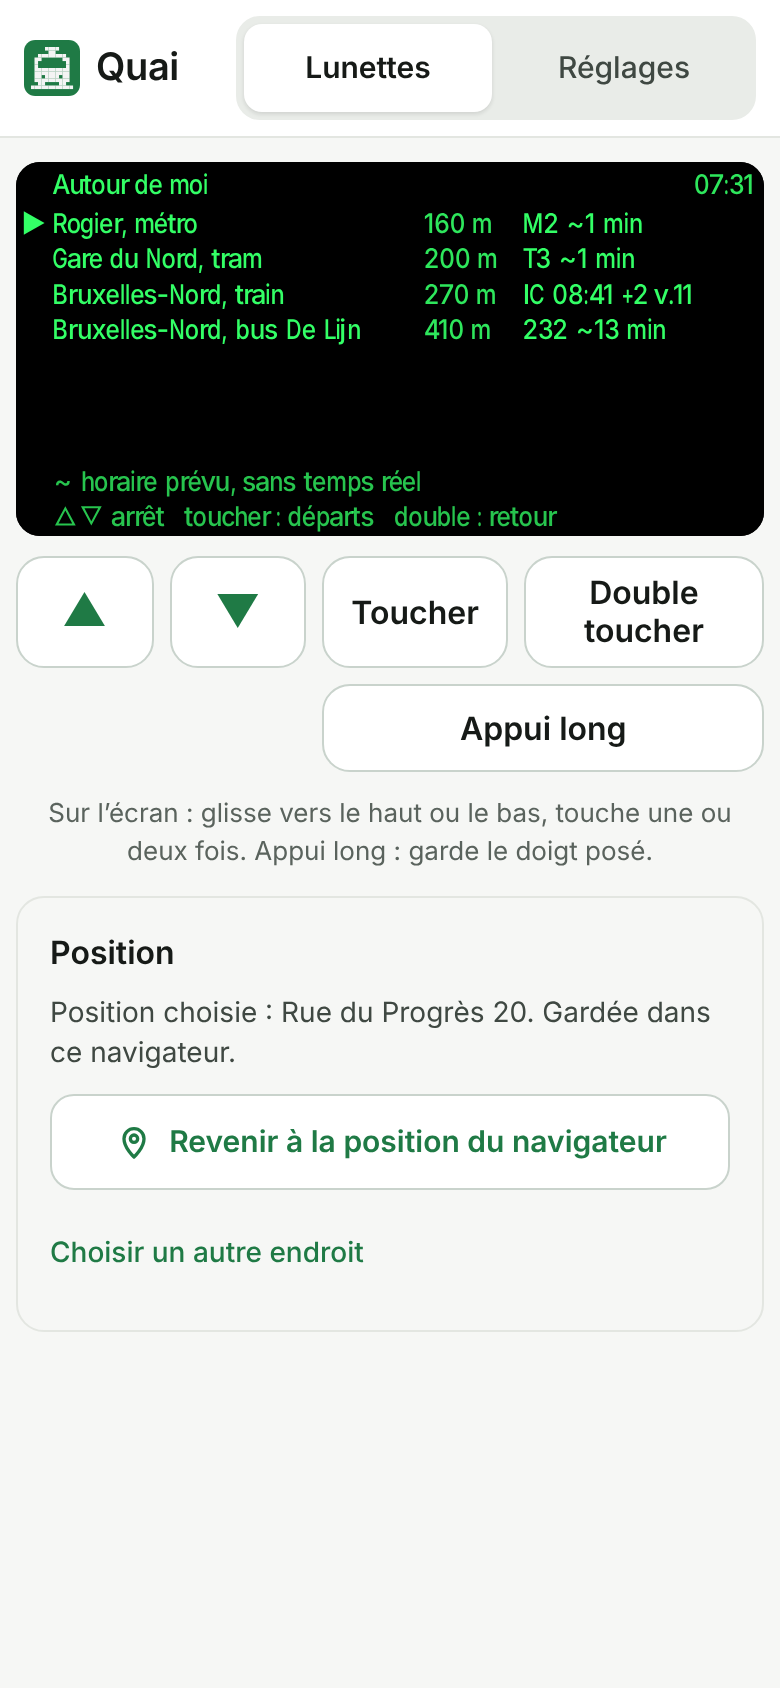 Quai
Lunettes
Réglages
Autour de moi 07:31
▶ Rogier, métro 160 m M2 ~1 min
Gare du Nord, tram 200 m T3 ~1 min
Bruxelles-Nord, train 270 m IC 08:41 +2 v.11
Bruxelles-Nord, bus De Lijn 410 m 232 ~13 min
~ horaire prévu, sans temps réel
△▽ arrêt toucher : départs double : retour
▲
▼
Toucher
Double
toucher
Appui long
Sur l’écran : glisse vers le haut ou le bas, touche une ou
deux fois. Appui long : garde le doigt posé.
Position
Position choisie : Rue du Progrès 20. Gardée dans
ce navigateur.
Revenir à la position du navigateur
Choisir un autre endroit